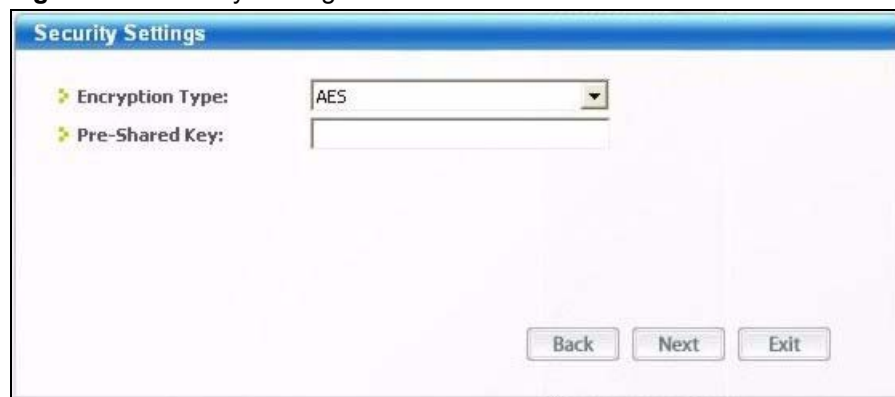 Security Settings
Encryption Type: AES
Pre-Shared Key:
Back Next Exit